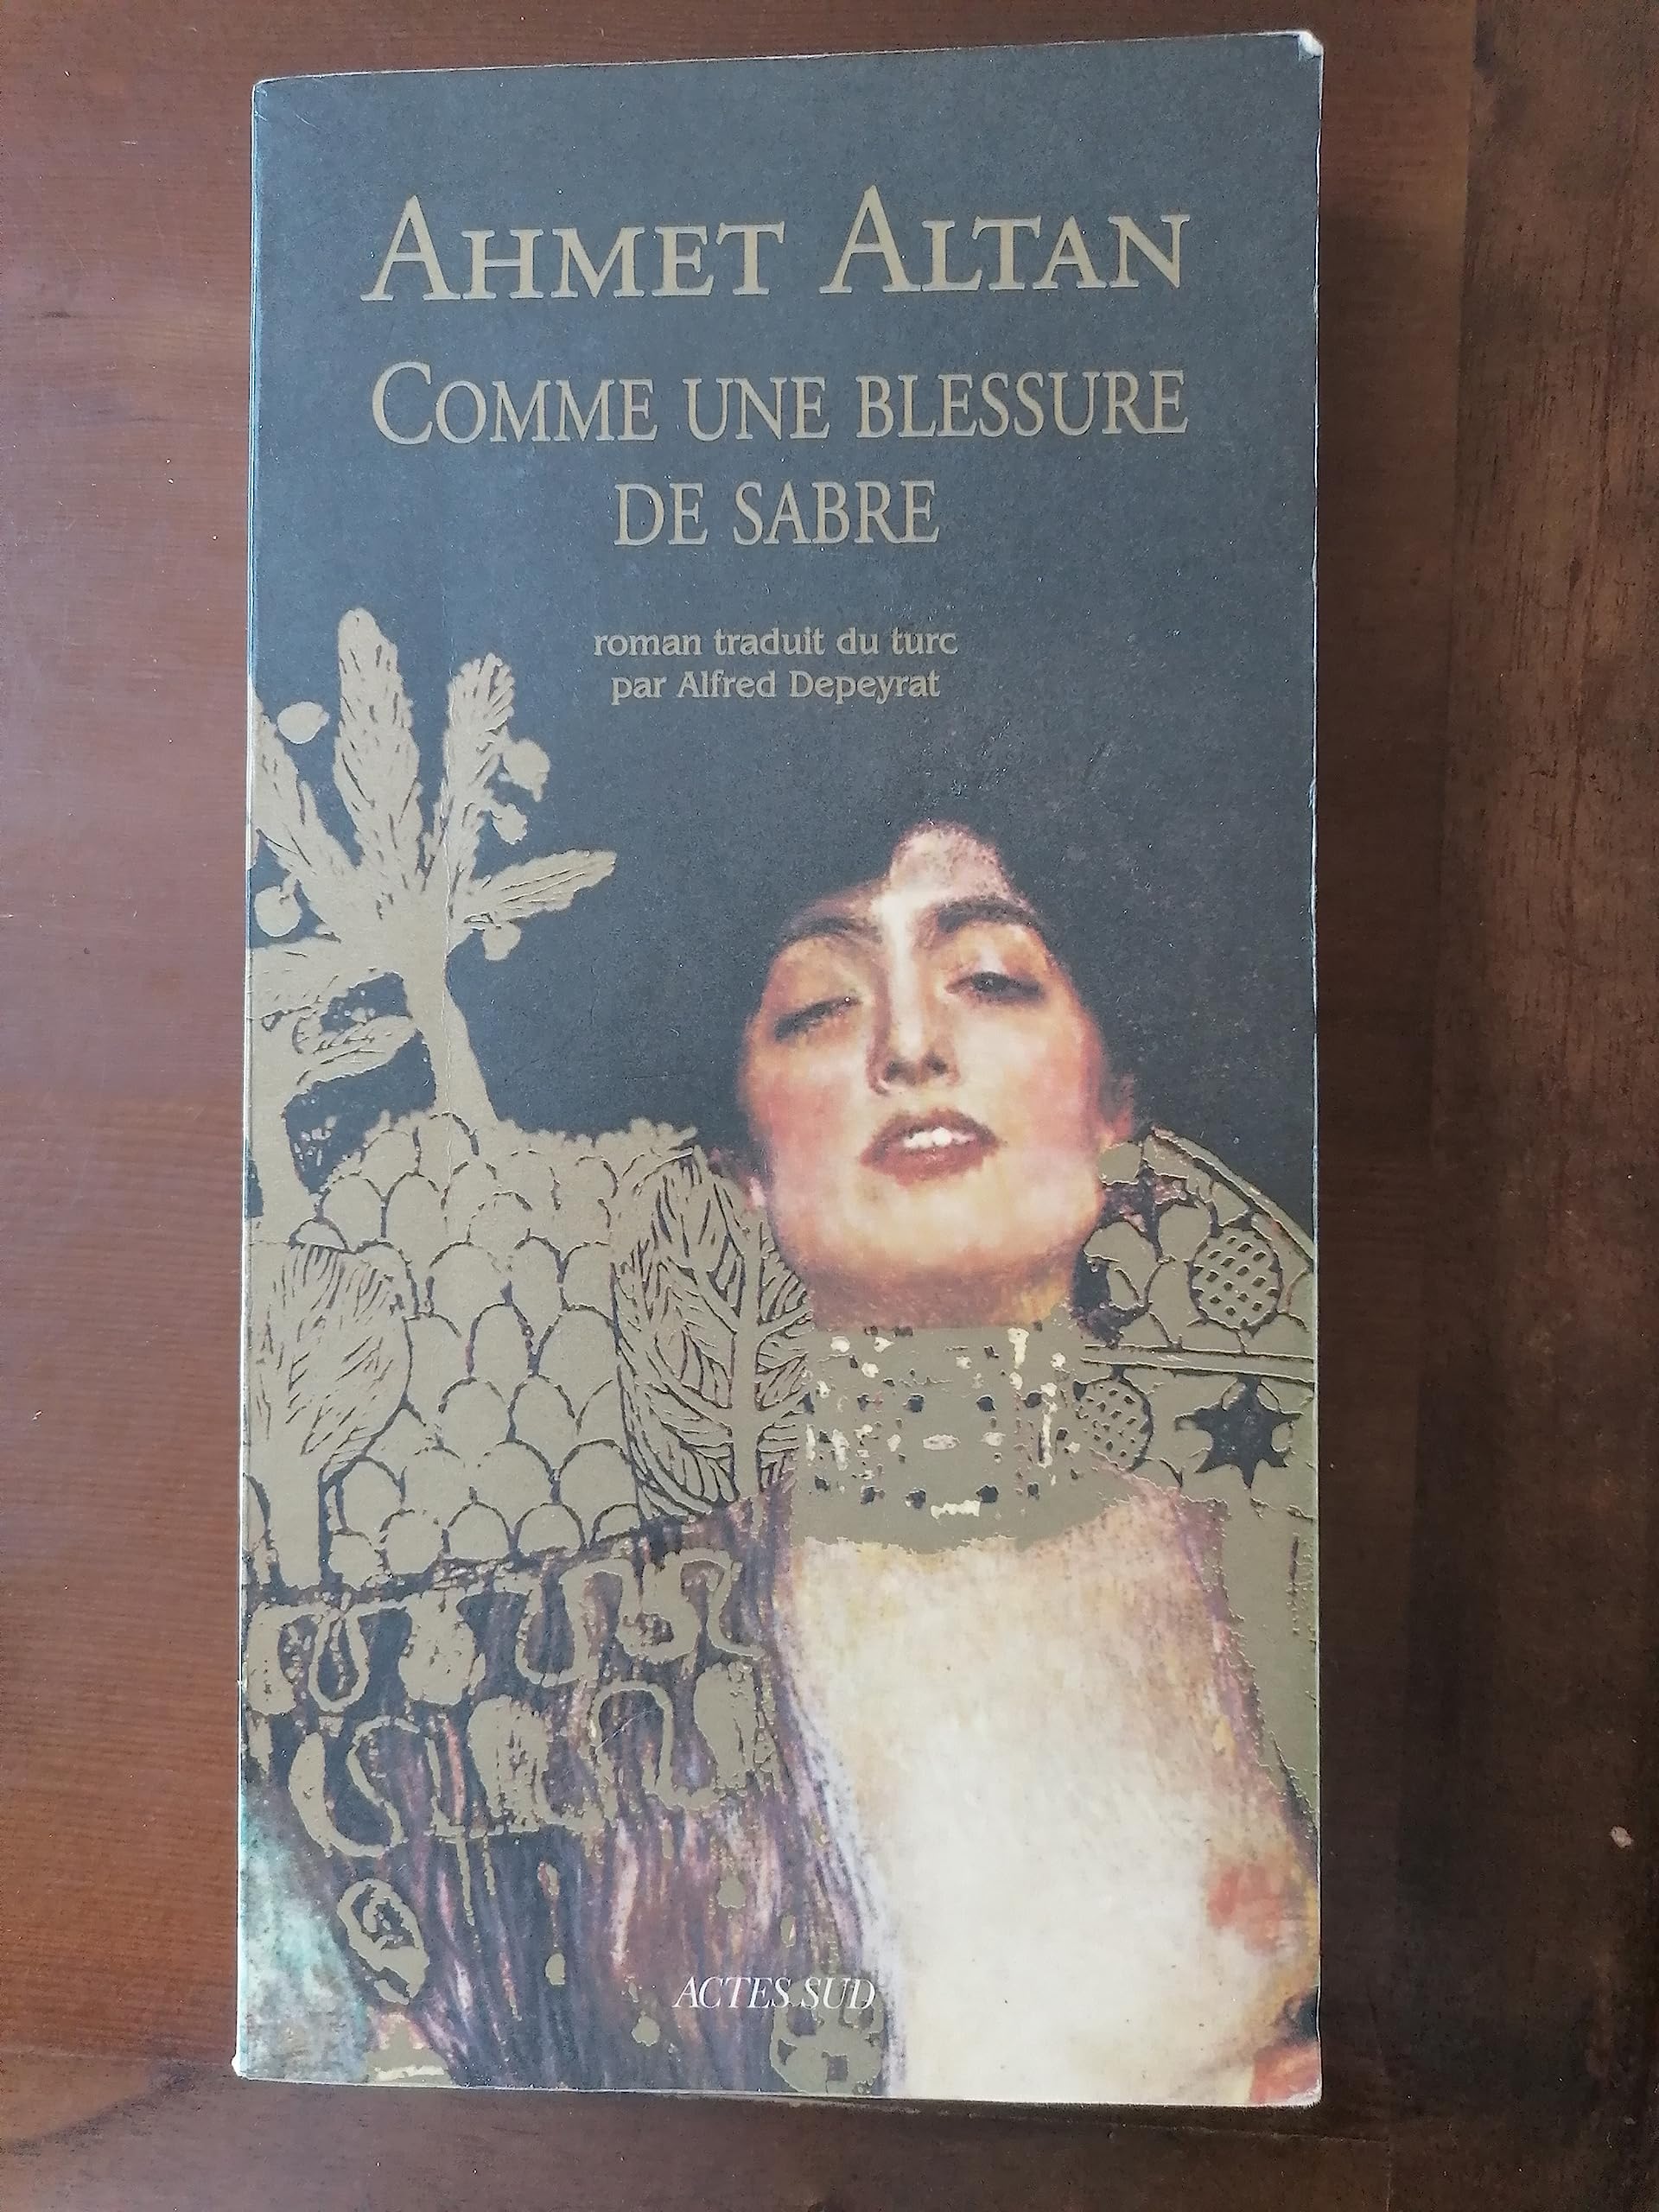 AHMET ALTAN
COMME UNE BLESSURE
DE SABRE
roman traduit du turc
par Alfred Depeyrat
ACTES SUD